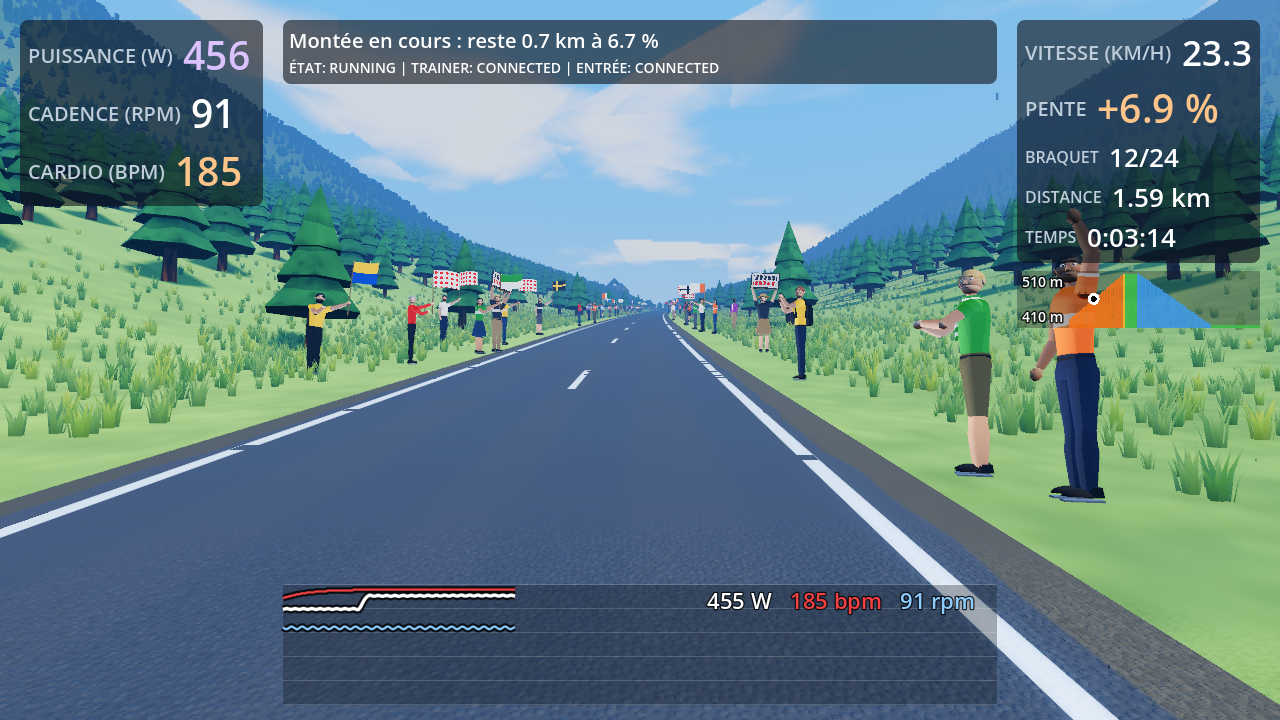 PUISSANCE (W) 456
CADENCE (RPM) 91
CARDIO (BPM) 185
Montée en cours : reste 0.7 km à 6.7 %
ÉTAT: RUNNING | TRAINER: CONNECTED | ENTRÉE: CONNECTED
VITESSE (KM/H) 23.3
PENTE +6.9 %
BRAQUET 12/24
DISTANCE 1.59 km
TEMPS 0:03:14
510 m
410 m
455 W 185 bpm 91 rpm